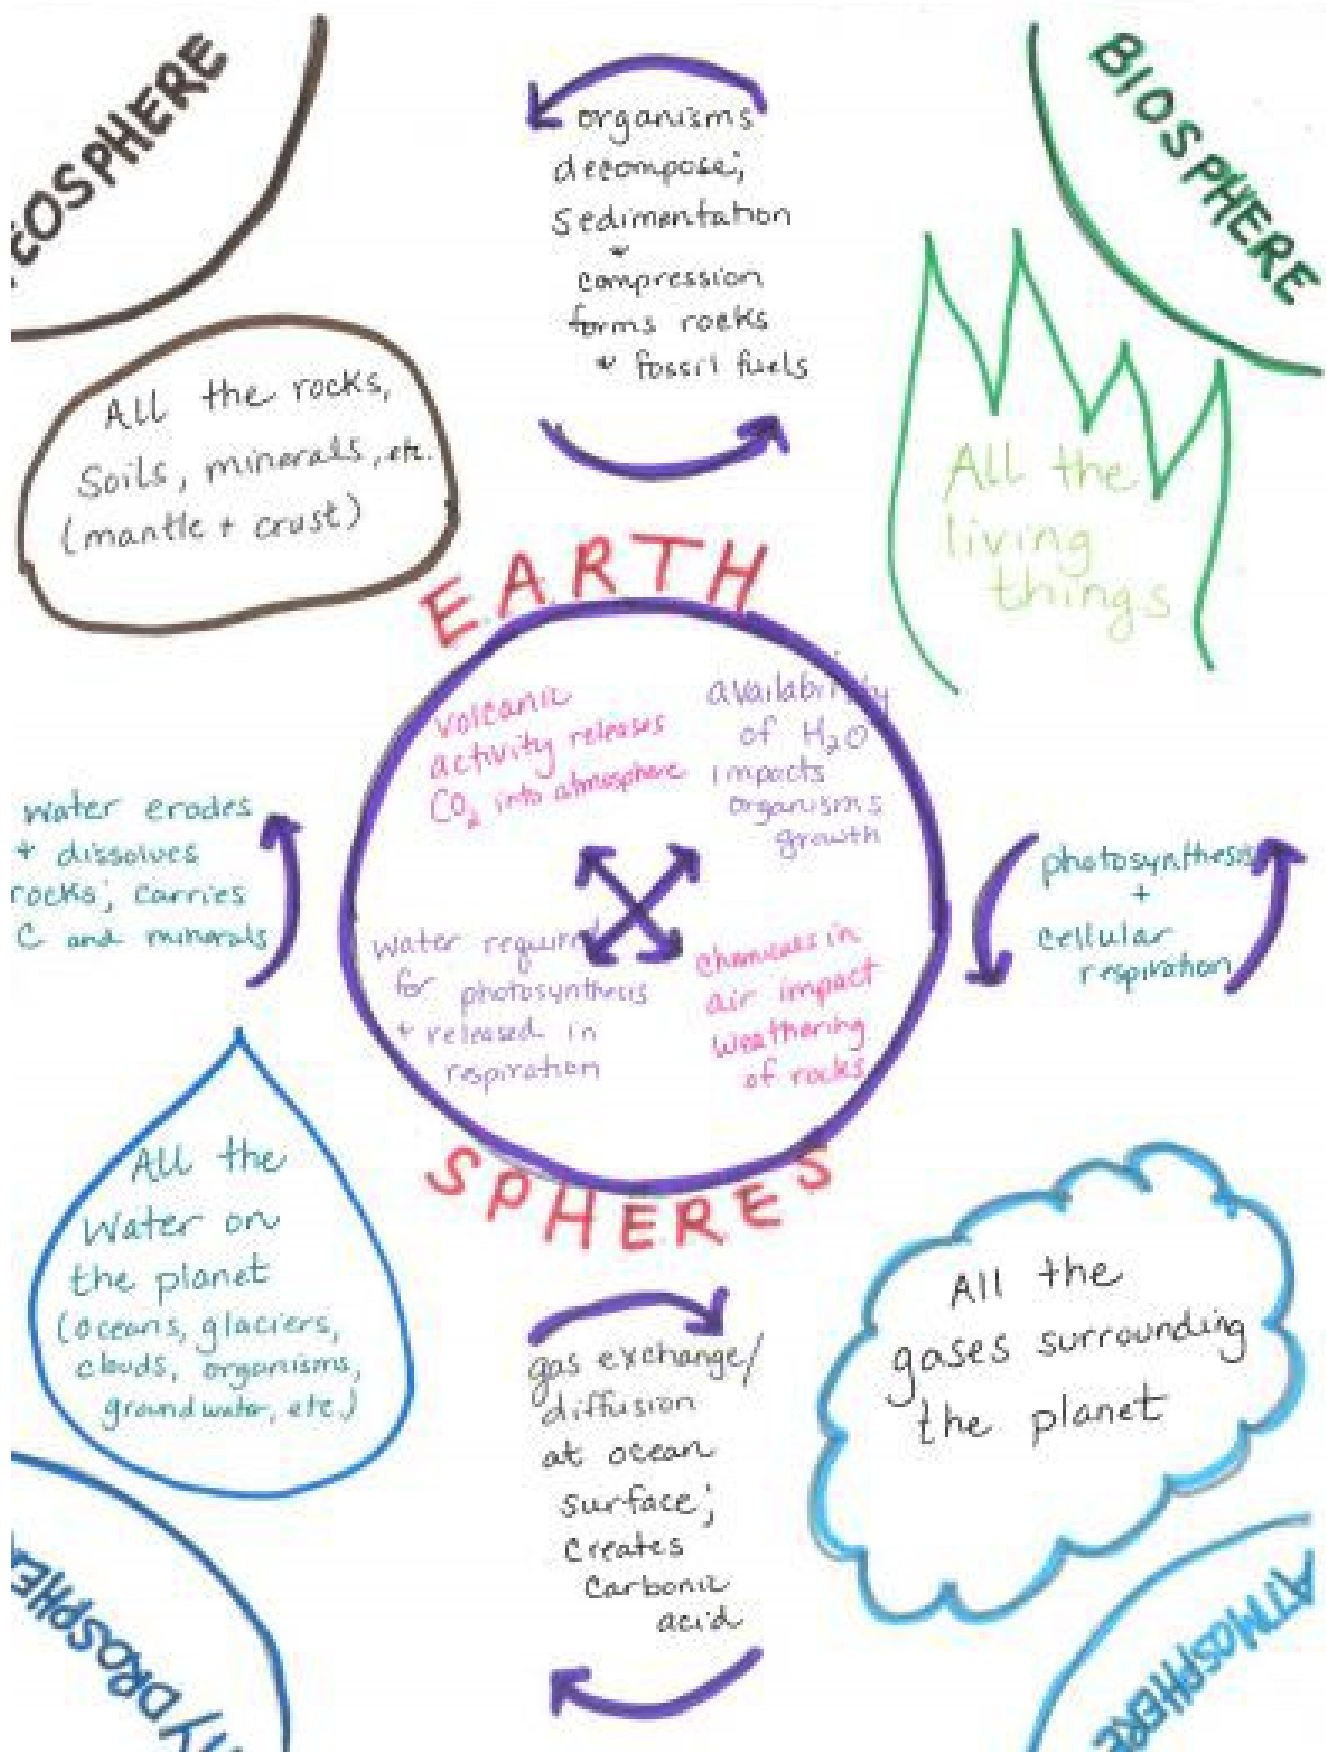 EOSPHERE
BIOSPHERE
organisms
decompose;
sedimentation
+
compression
forms rocks
+ fossil fuels
All the rocks,
Soils, minerals, etc.
(mantle + crust)
All the
living
things
EARTH
volcanic
activity releases
CO₂ into atmosphere
availability
of H₂O
impacts
organisms
growth
water erodes
+ dissolves
rocks; carries
C and minerals
photosynthesis
+
cellular
respiration
water required
for photosynthesis
+ released in
respiration
chemicals in
air impact
weathering
of rocks
SPHERES
All the
Water on
the planet
(oceans, glaciers,
clouds, organisms,
groundwater, etc.)
gas exchange/
diffusion
at ocean
surface;
creates
carbonic
acid
All the
gases surrounding
the planet
HYDROSPHERE
ATMOSPHERE